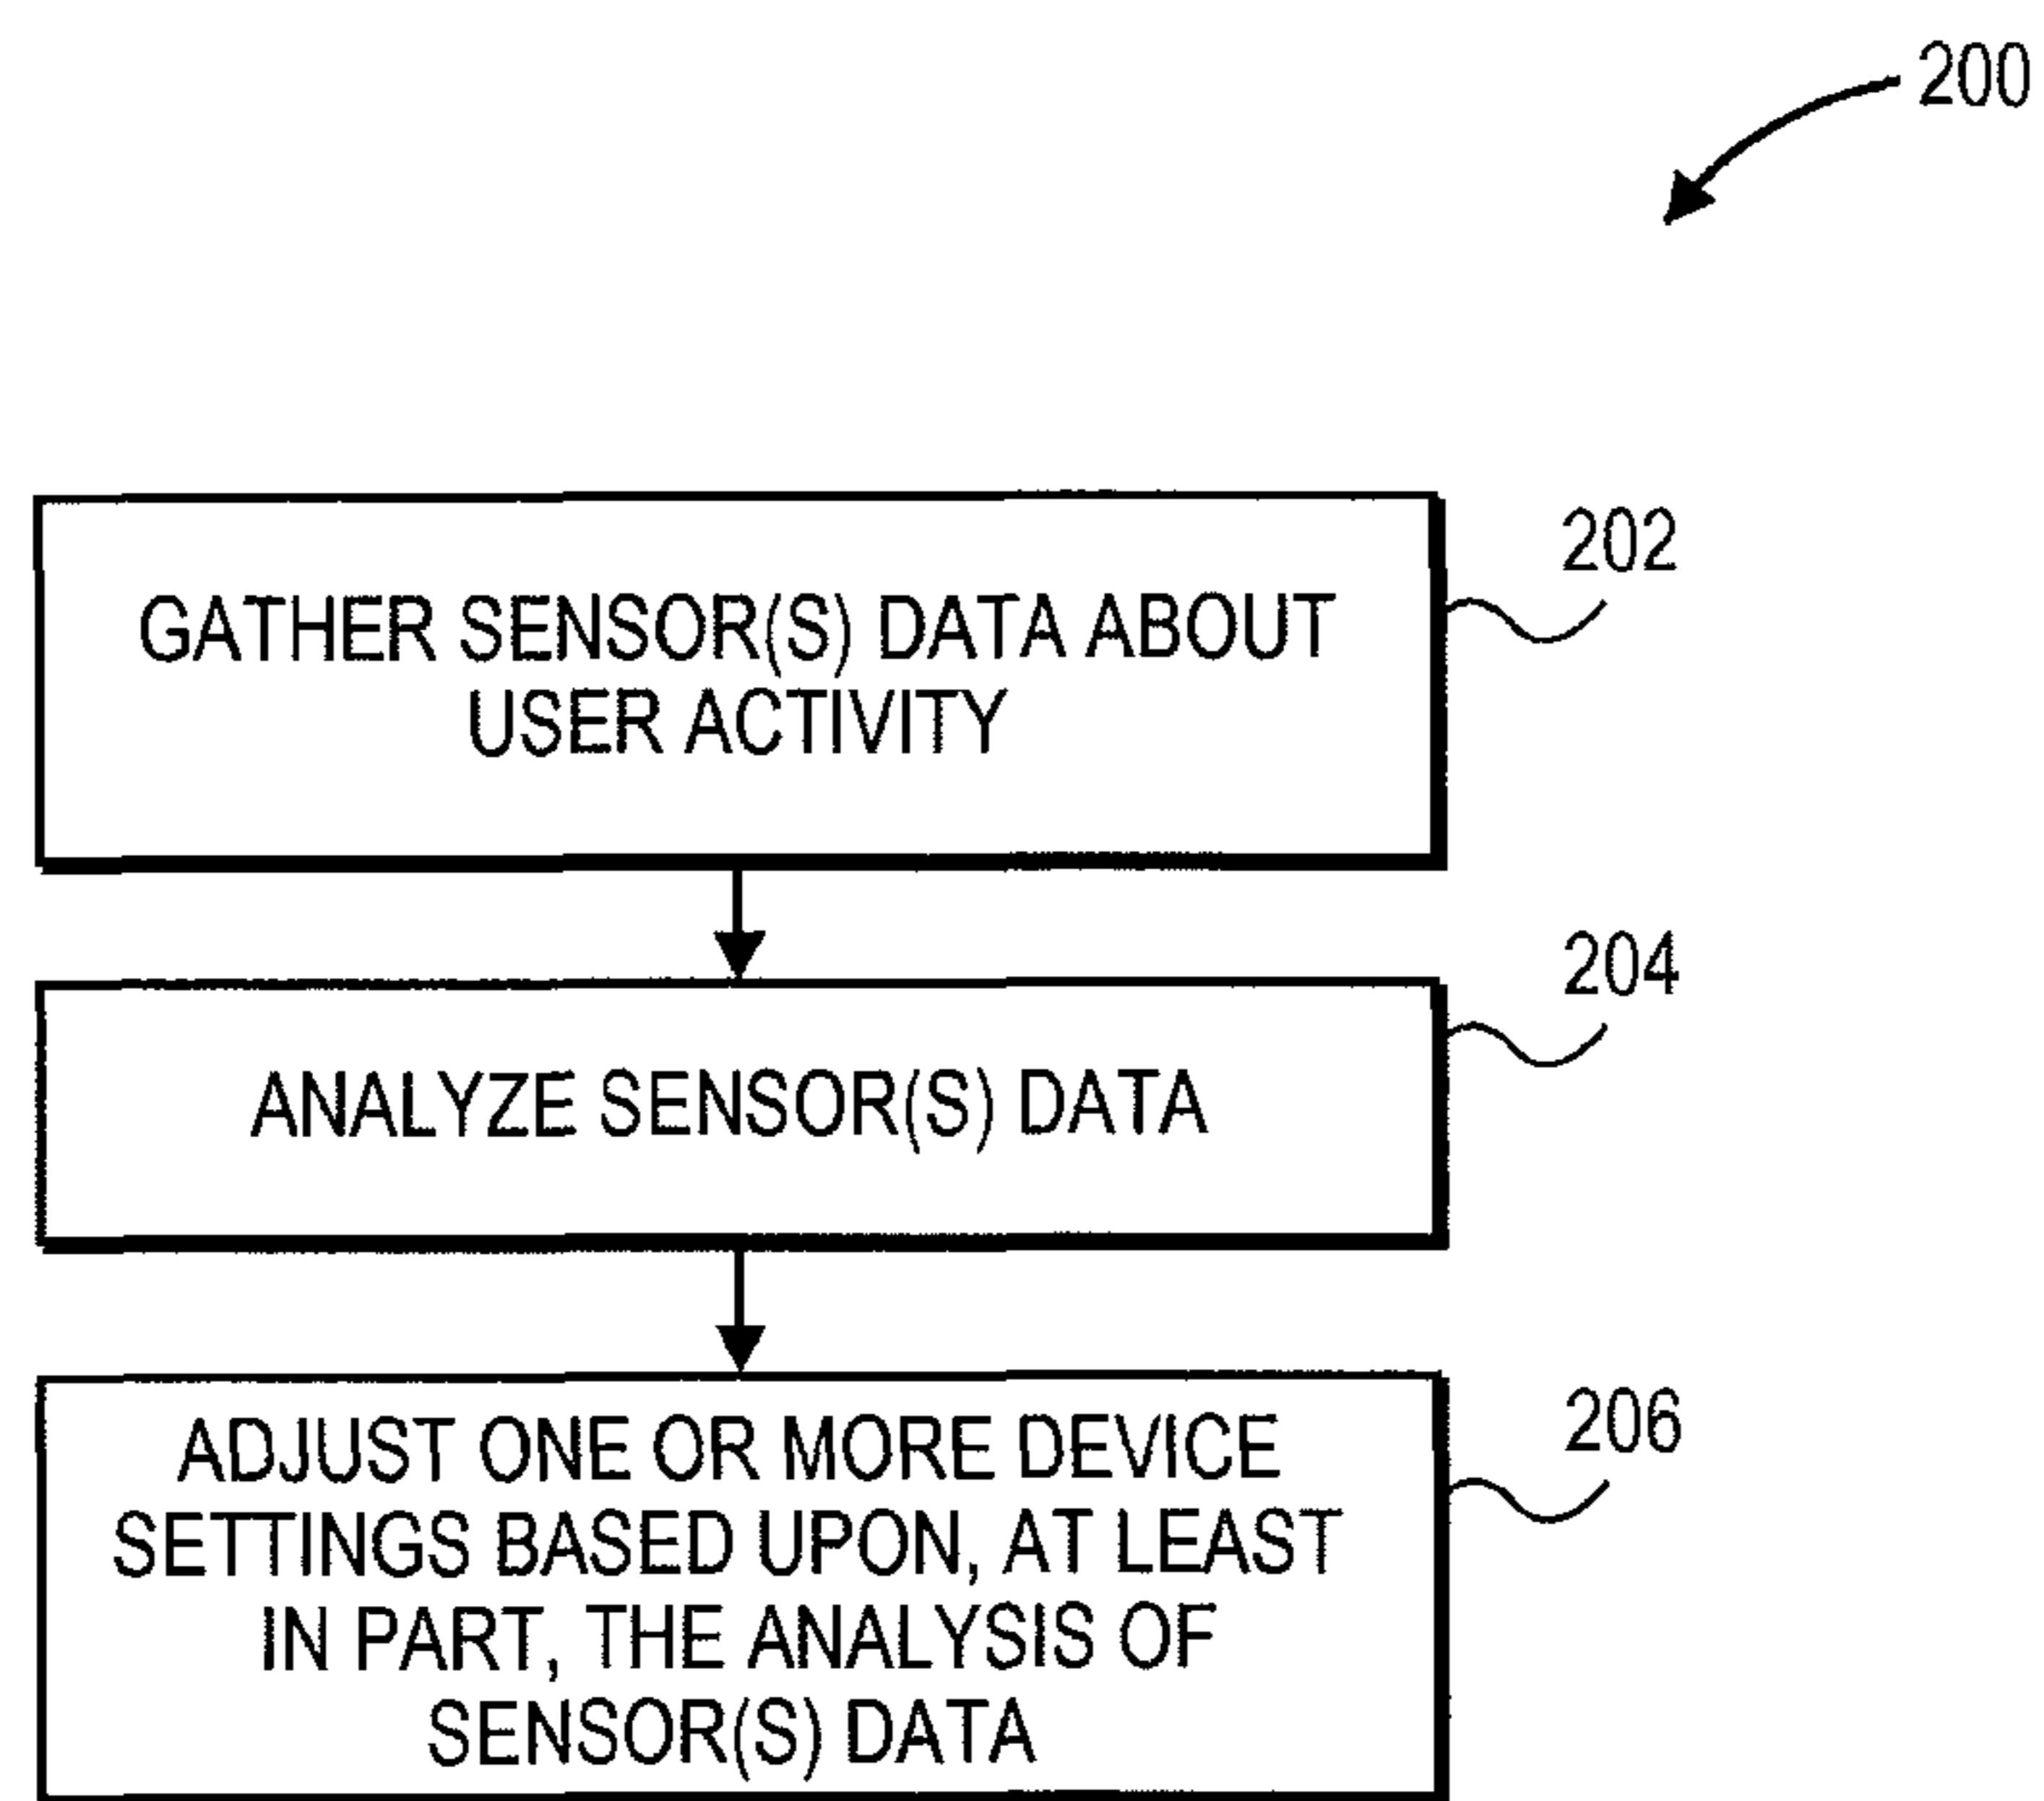 200
202
GATHER SENSOR(S) DATA ABOUT
USER ACTIVITY
204
ANALYZE SENSOR(S) DATA
206
ADJUST ONE OR MORE DEVICE
SETTINGS BASED UPON, AT LEAST
IN PART, THE ANALYSIS OF
SENSOR(S) DATA